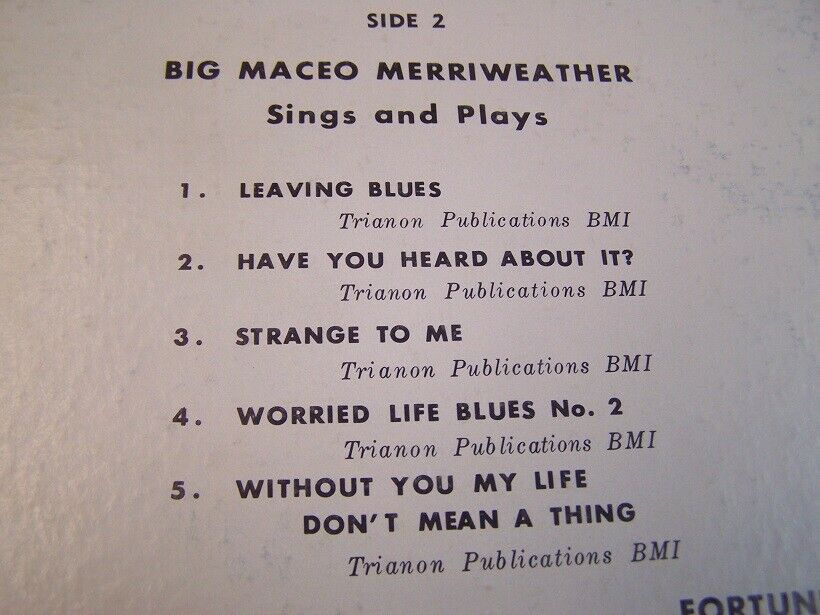 SIDE 2
BIG MACEO MERRIWEATHER
Sings and Plays
1. LEAVING BLUES
Trianon Publications BMI
2. HAVE YOU HEARD ABOUT IT?
Trianon Publications BMI
3. STRANGE TO ME
Trianon Publications BMI
4. WORRIED LIFE BLUES No. 2
Trianon Publications BMI
5. WITHOUT YOU MY LIFE
DON'T MEAN A THING
Trianon Publications BMI